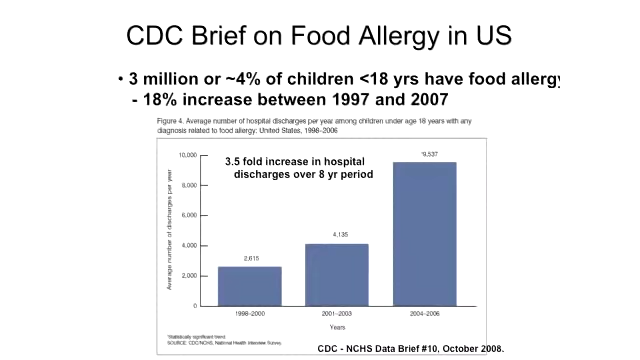 CDC Brief on Food Allergy in US
• 3 million or ~4% of children <18 yrs have food allergy
- 18% increase between 1997 and 2007
Figure 4. Average number of hospital discharges per year among children under age 18 years with any
diagnosis related to food allergy: United States, 1998–2006
3.5 fold increase in hospital
discharges over 8 yr period
Average number of discharges per year
10,000
8,000
6,000
4,000
2,000
0
2,615
4,135
¹9,537
1998–2000
2001–2003
2004–2006
Years
¹Statistically significant trend
SOURCE: CDC/NCHS, National Health Interview Survey.
CDC - NCHS Data Brief #10, October 2008.